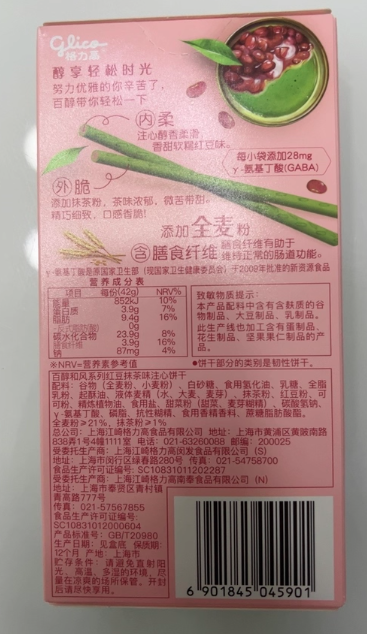 Glico
格力高
醇享轻松时光
努力优雅的你辛苦了,
百醇带你轻松一下
内柔
注心醇香柔滑
香甜软糯红豆味。
每小袋添加28mg
γ-氨基丁酸(GABA)
外脆
添加抹茶粉, 茶味浓郁, 微苦带甜。
精巧细致, 口感香脆!
添加全麦粉
含膳食纤维
膳食纤维有助于
维持正常的肠道功能。
γ-氨基丁酸是原国家卫生部 (现国家卫生健康委员会) 于2009年批准的新资源食品
营养成分表
项目 每份(42g) NRV%
能量 852kJ 10%
蛋白质 3.9g 7%
脂肪 9.4g 16%
-反式脂肪(酸) 0g
碳水化合物 23.9g 8%
膳食纤维 3.9g 16%
钠 87mg 4%
※NRV=营养素参考值
致敏物质提示:
本产品配料中含有含麸质的谷
物制品、大豆制品、乳制品。
此生产线也加工含有蛋制品、
花生制品、坚果果仁制品的产
品。
●饼干部分的类别是韧性饼干。
百醇和风系列红豆抹茶味注心饼干
配料: 谷物 (全麦粉、小麦粉) 、白砂糖、食用氢化油、乳糖、全脂
乳粉、起酥油、液体麦精 (水、大麦、麦芽) 、抹茶粉、红豆粉、可
可粉、精炼植物油、食用盐、甜菜粉 (甜菜、麦芽糊精) 、碳酸氢钠、
γ-氨基丁酸、磷脂、抗性糊精、食用香精香料、蔗糖脂肪酸酯。
全麦粉≥21%, 抹茶粉≥1%
总公司: 上海江崎格力高食品有限公司 地址: 上海市黄浦区黄陂南路
838弄1号4幢1111室 电话: 021-63260088 邮编: 200025
受委托生产商: 上海江崎格力高闵发食品有限公司 (S)
地址: 上海市闵行区绿春路280号 传真: 021-54758700
食品生产许可证编号: SC10831011202287
受委托生产商: 上海江崎格力高南奉食品有限公司 (N)
地址: 上海市奉贤区青村镇
青高路777号
传真: 021-57567855
食品生产许可证编号:
SC10831012000604
产品标准号: GB/T20980
生产日期: 见盒底 保质期:
12个月 产地: 上海市
贮存条件: 请避免直射阳
光、高温、多湿的环境, 尽
量在凉爽的场所保管。开封
后请尽快享用。
6 901845 045901